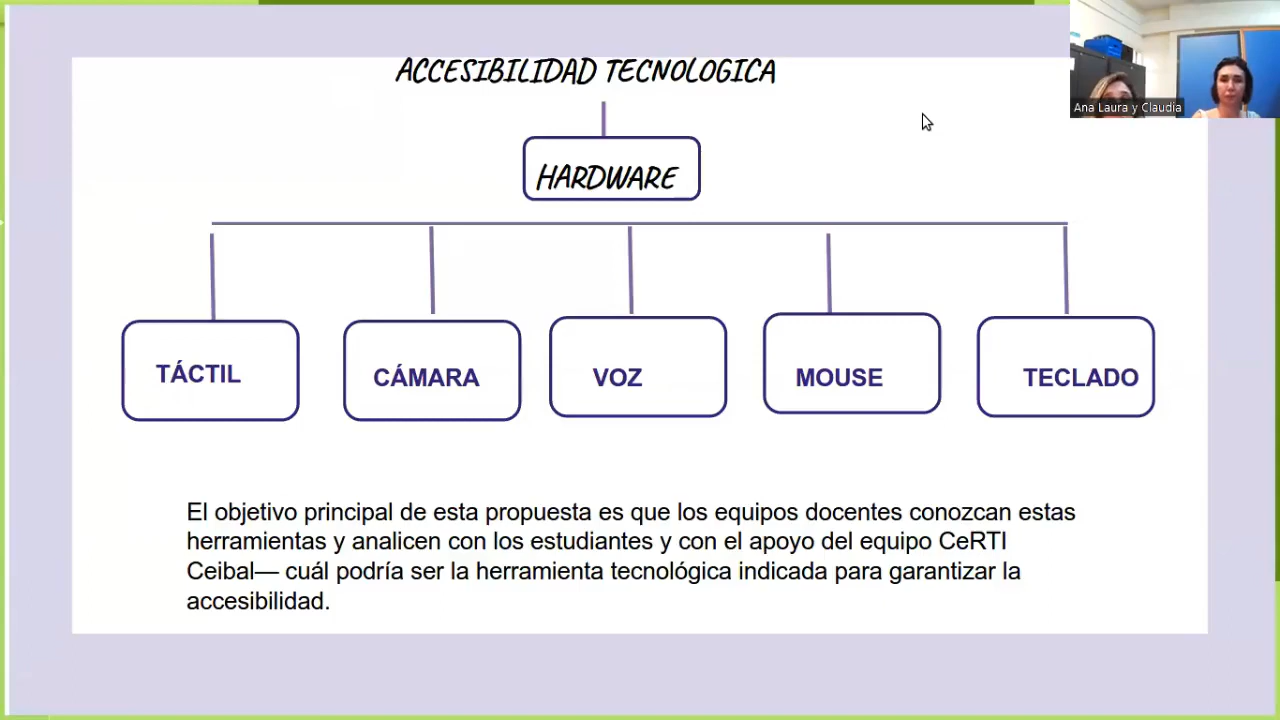 ACCESIBILIDAD TECNOLOGICA
Ana Laura y Claudia
HARDWARE
TÁCTIL
CÁMARA
VOZ
MOUSE
TECLADO
El objetivo principal de esta propuesta es que los equipos docentes conozcan estas
herramientas y analicen con los estudiantes y con el apoyo del equipo CeRTI
Ceibal— cuál podría ser la herramienta tecnológica indicada para garantizar la
accesibilidad.